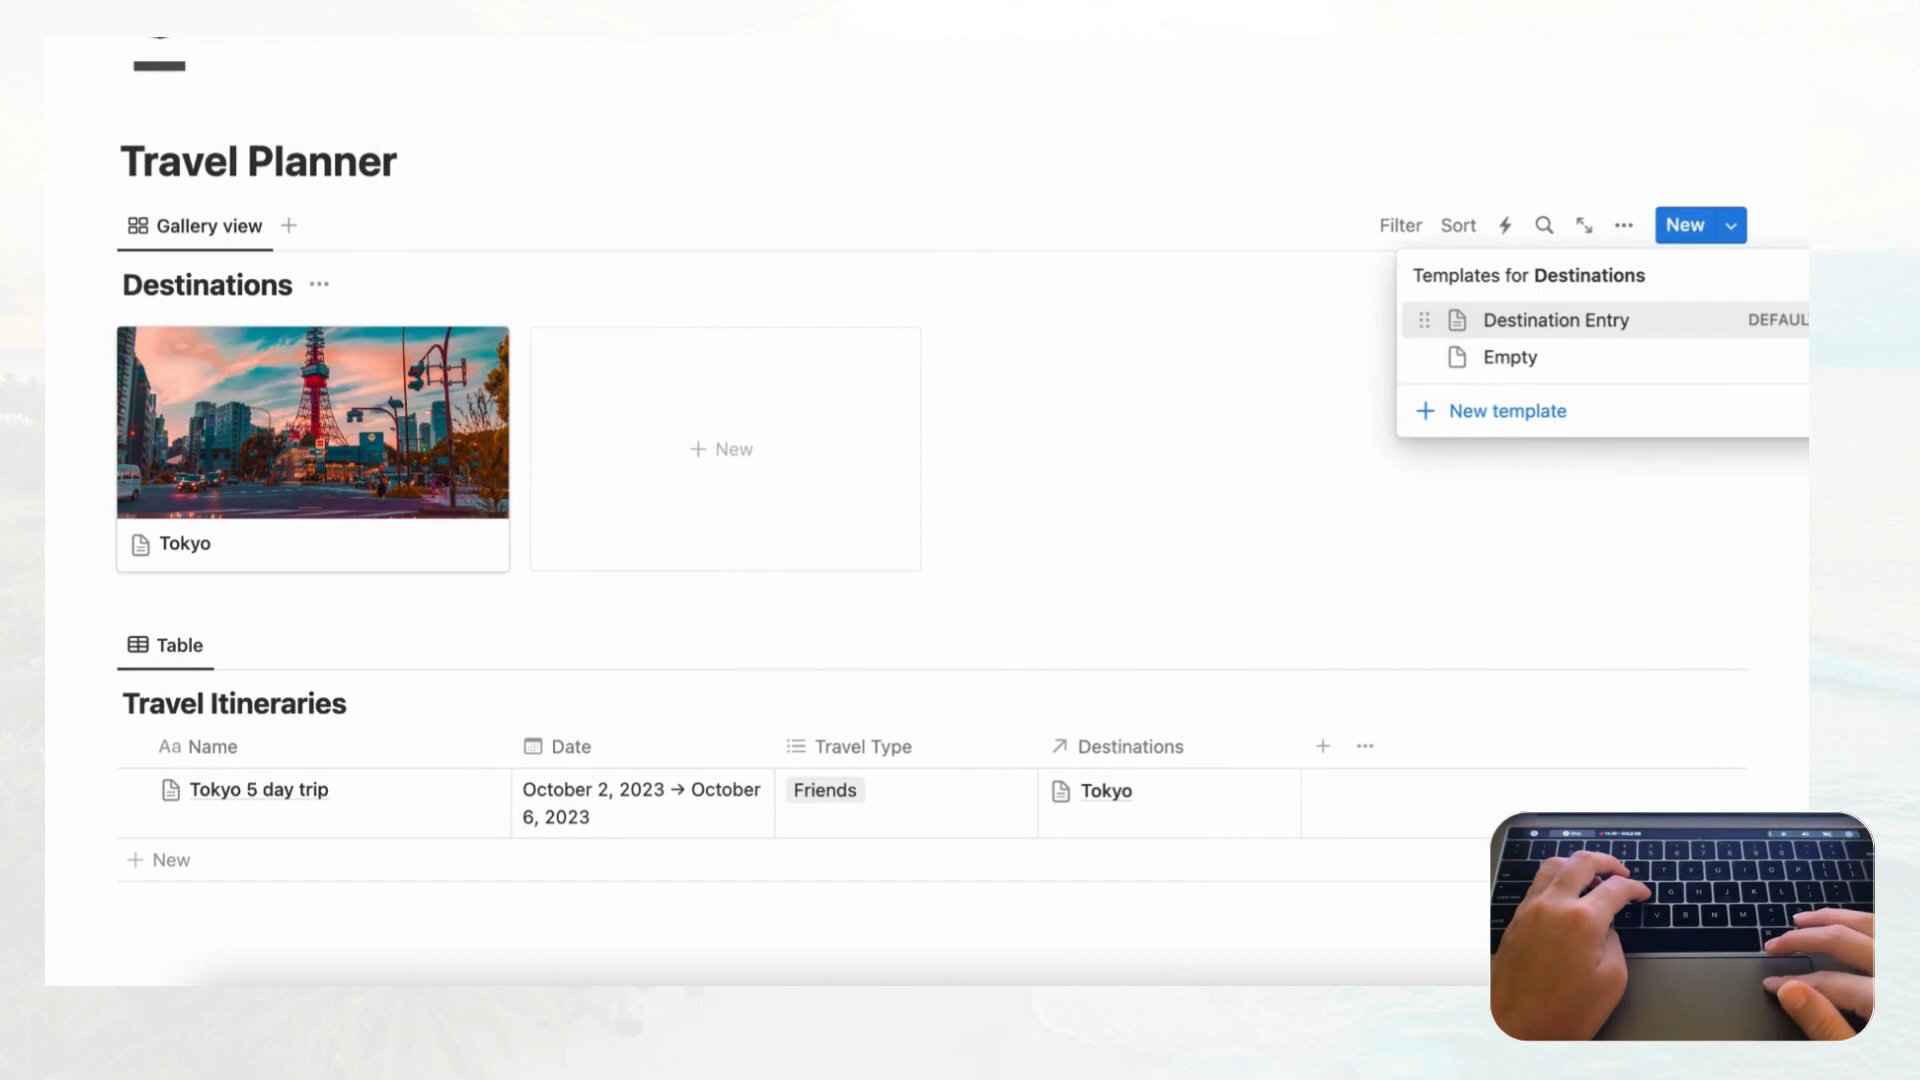 Travel Planner
Gallery view
Filter Sort New
Templates for Destinations
Destination Entry DEFAUL
Empty
New template
Destinations
New
Tokyo
Table
Travel Itineraries
Aa Name Date Travel Type Destinations
Tokyo 5 day trip October 2, 2023 → October 6, 2023 Friends Tokyo
New